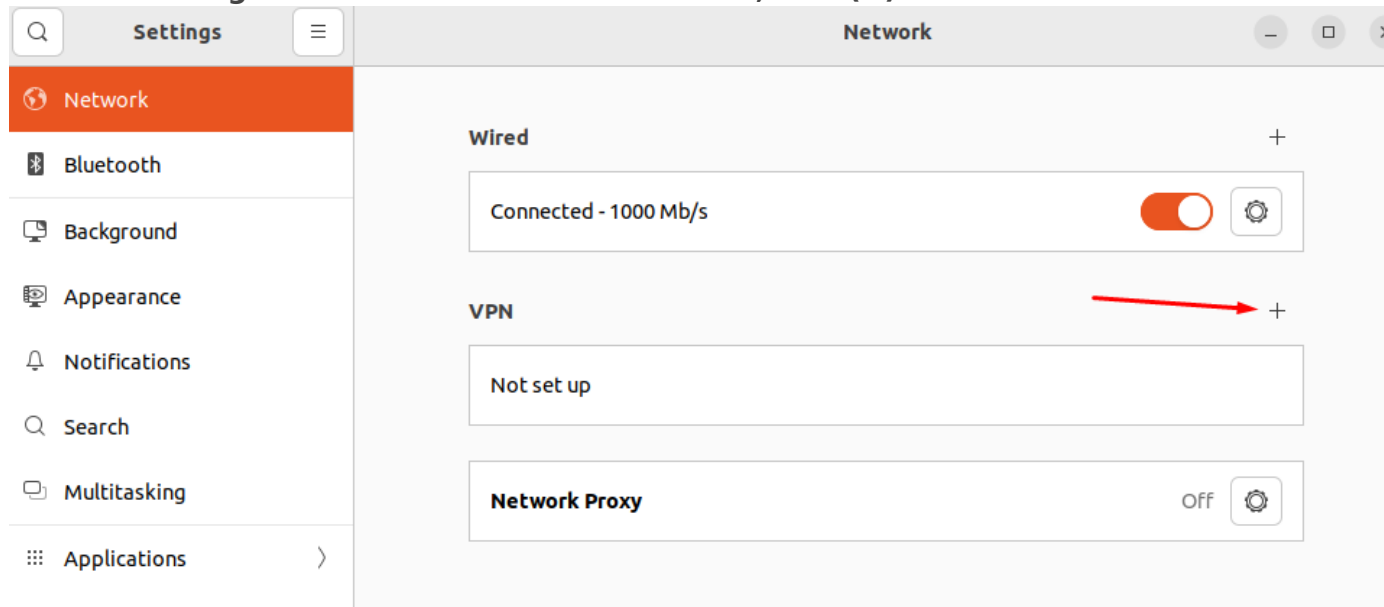 Settings
Network
Network
Bluetooth
Background
Appearance
Notifications
Search
Multitasking
Applications
Wired
+
Connected - 1000 Mb/s
VPN
+
Not set up
Network Proxy
Off